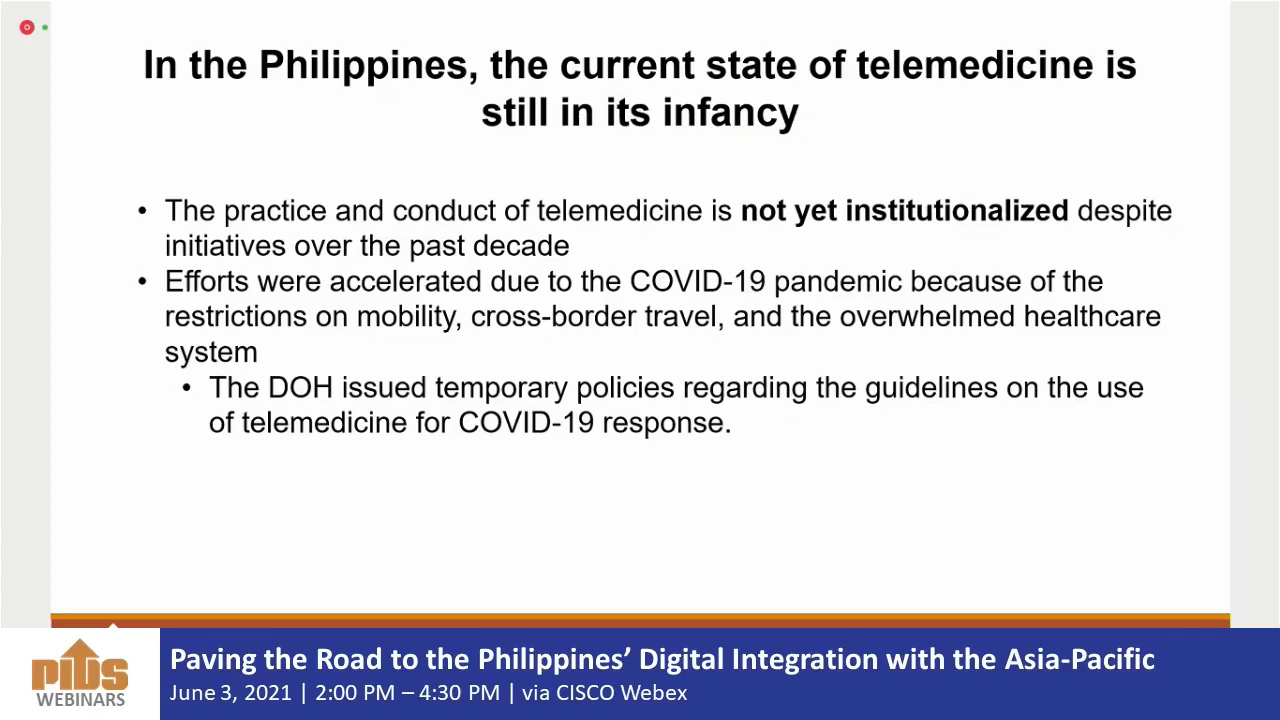 In the Philippines, the current state of telemedicine is
still in its infancy
• The practice and conduct of telemedicine is not yet institutionalized despite
initiatives over the past decade
• Efforts were accelerated due to the COVID-19 pandemic because of the
restrictions on mobility, cross-border travel, and the overwhelmed healthcare
system
• The DOH issued temporary policies regarding the guidelines on the use
of telemedicine for COVID-19 response.
PIDS
WEBINARS
Paving the Road to the Philippines’ Digital Integration with the Asia-Pacific
June 3, 2021 | 2:00 PM – 4:30 PM | via CISCO Webex